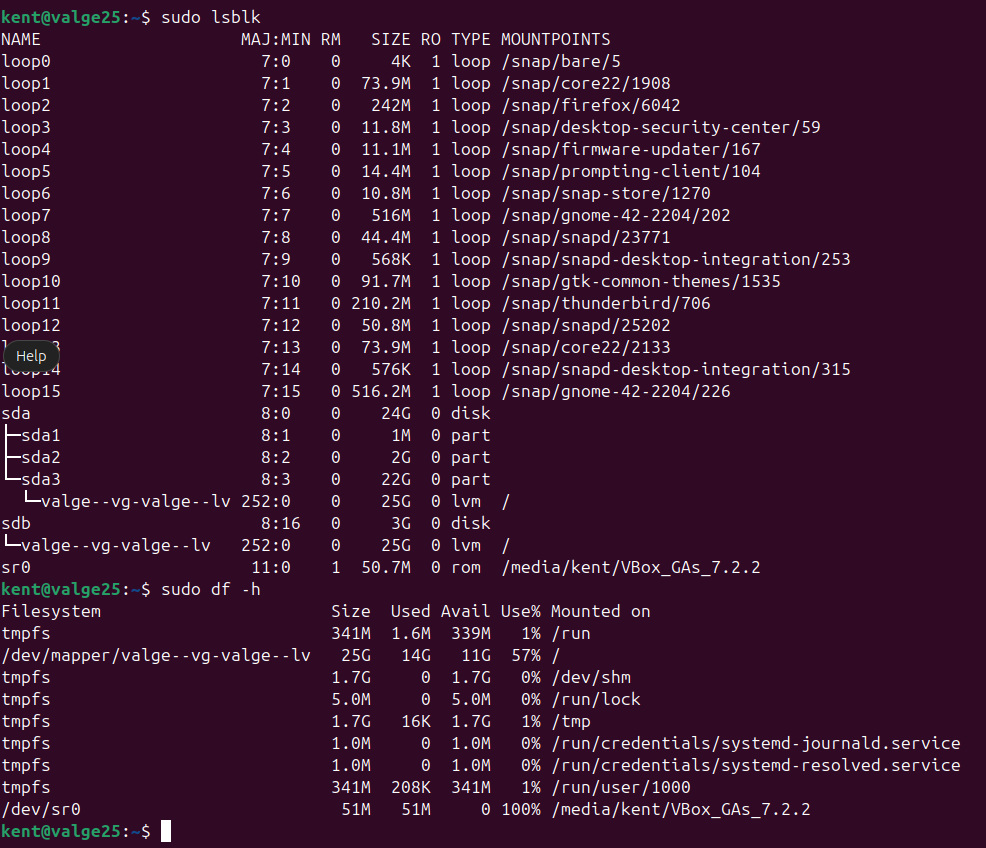 kent@valge25:~$ sudo lsblk
NAME                    MAJ:MIN RM   SIZE RO TYPE MOUNTPOINTS
loop0                     7:0    0     4K  1 loop /snap/bare/5
loop1                     7:1    0  73.9M  1 loop /snap/core22/1908
loop2                     7:2    0   242M  1 loop /snap/firefox/6042
loop3                     7:3    0  11.8M  1 loop /snap/desktop-security-center/59
loop4                     7:4    0  11.1M  1 loop /snap/firmware-updater/167
loop5                     7:5    0  14.4M  1 loop /snap/prompting-client/104
loop6                     7:6    0  10.8M  1 loop /snap/snap-store/1270
loop7                     7:7    0   516M  1 loop /snap/gnome-42-2204/202
loop8                     7:8    0  44.4M  1 loop /snap/snapd/23771
loop9                     7:9    0   568K  1 loop /snap/snapd-desktop-integration/253
loop10                    7:10   0  91.7M  1 loop /snap/gtk-common-themes/1535
loop11                    7:11   0 210.2M  1 loop /snap/thunderbird/706
loop12                    7:12   0  50.8M  1 loop /snap/snapd/25202
7:13   0  73.9M  1 loop /snap/core22/2133
Help
7:14   0   576K  1 loop /snap/snapd-desktop-integration/315
loop15                    7:15   0 516.2M  1 loop /snap/gnome-42-2204/226
sda                       8:0    0    24G  0 disk
├─sda1                    8:1    0     1M  0 part
├─sda2                    8:2    0     2G  0 part
└─sda3                    8:3    0    22G  0 part
  └─valge--vg-valge--lv 252:0    0    25G  0 lvm  /
sdb                       8:16   0     3G  0 disk
└─valge--vg-valge--lv   252:0    0    25G  0 lvm  /
sr0                      11:0    1  50.7M  0 rom  /media/kent/VBox_GAs_7.2.2
kent@valge25:~$ sudo df -h
Filesystem                       Size  Used Avail Use% Mounted on
tmpfs                            341M  1.6M  339M   1% /run
/dev/mapper/valge--vg-valge--lv   25G   14G   11G  57% /
tmpfs                            1.7G     0  1.7G   0% /dev/shm
tmpfs                            5.0M     0  5.0M   0% /run/lock
tmpfs                            1.7G   16K  1.7G   1% /tmp
tmpfs                            1.0M     0  1.0M   0% /run/credentials/systemd-journald.service
tmpfs                            1.0M     0  1.0M   0% /run/credentials/systemd-resolved.service
tmpfs                            341M  208K  341M   1% /run/user/1000
/dev/sr0                          51M   51M     0 100% /media/kent/VBox_GAs_7.2.2
kent@valge25:~$